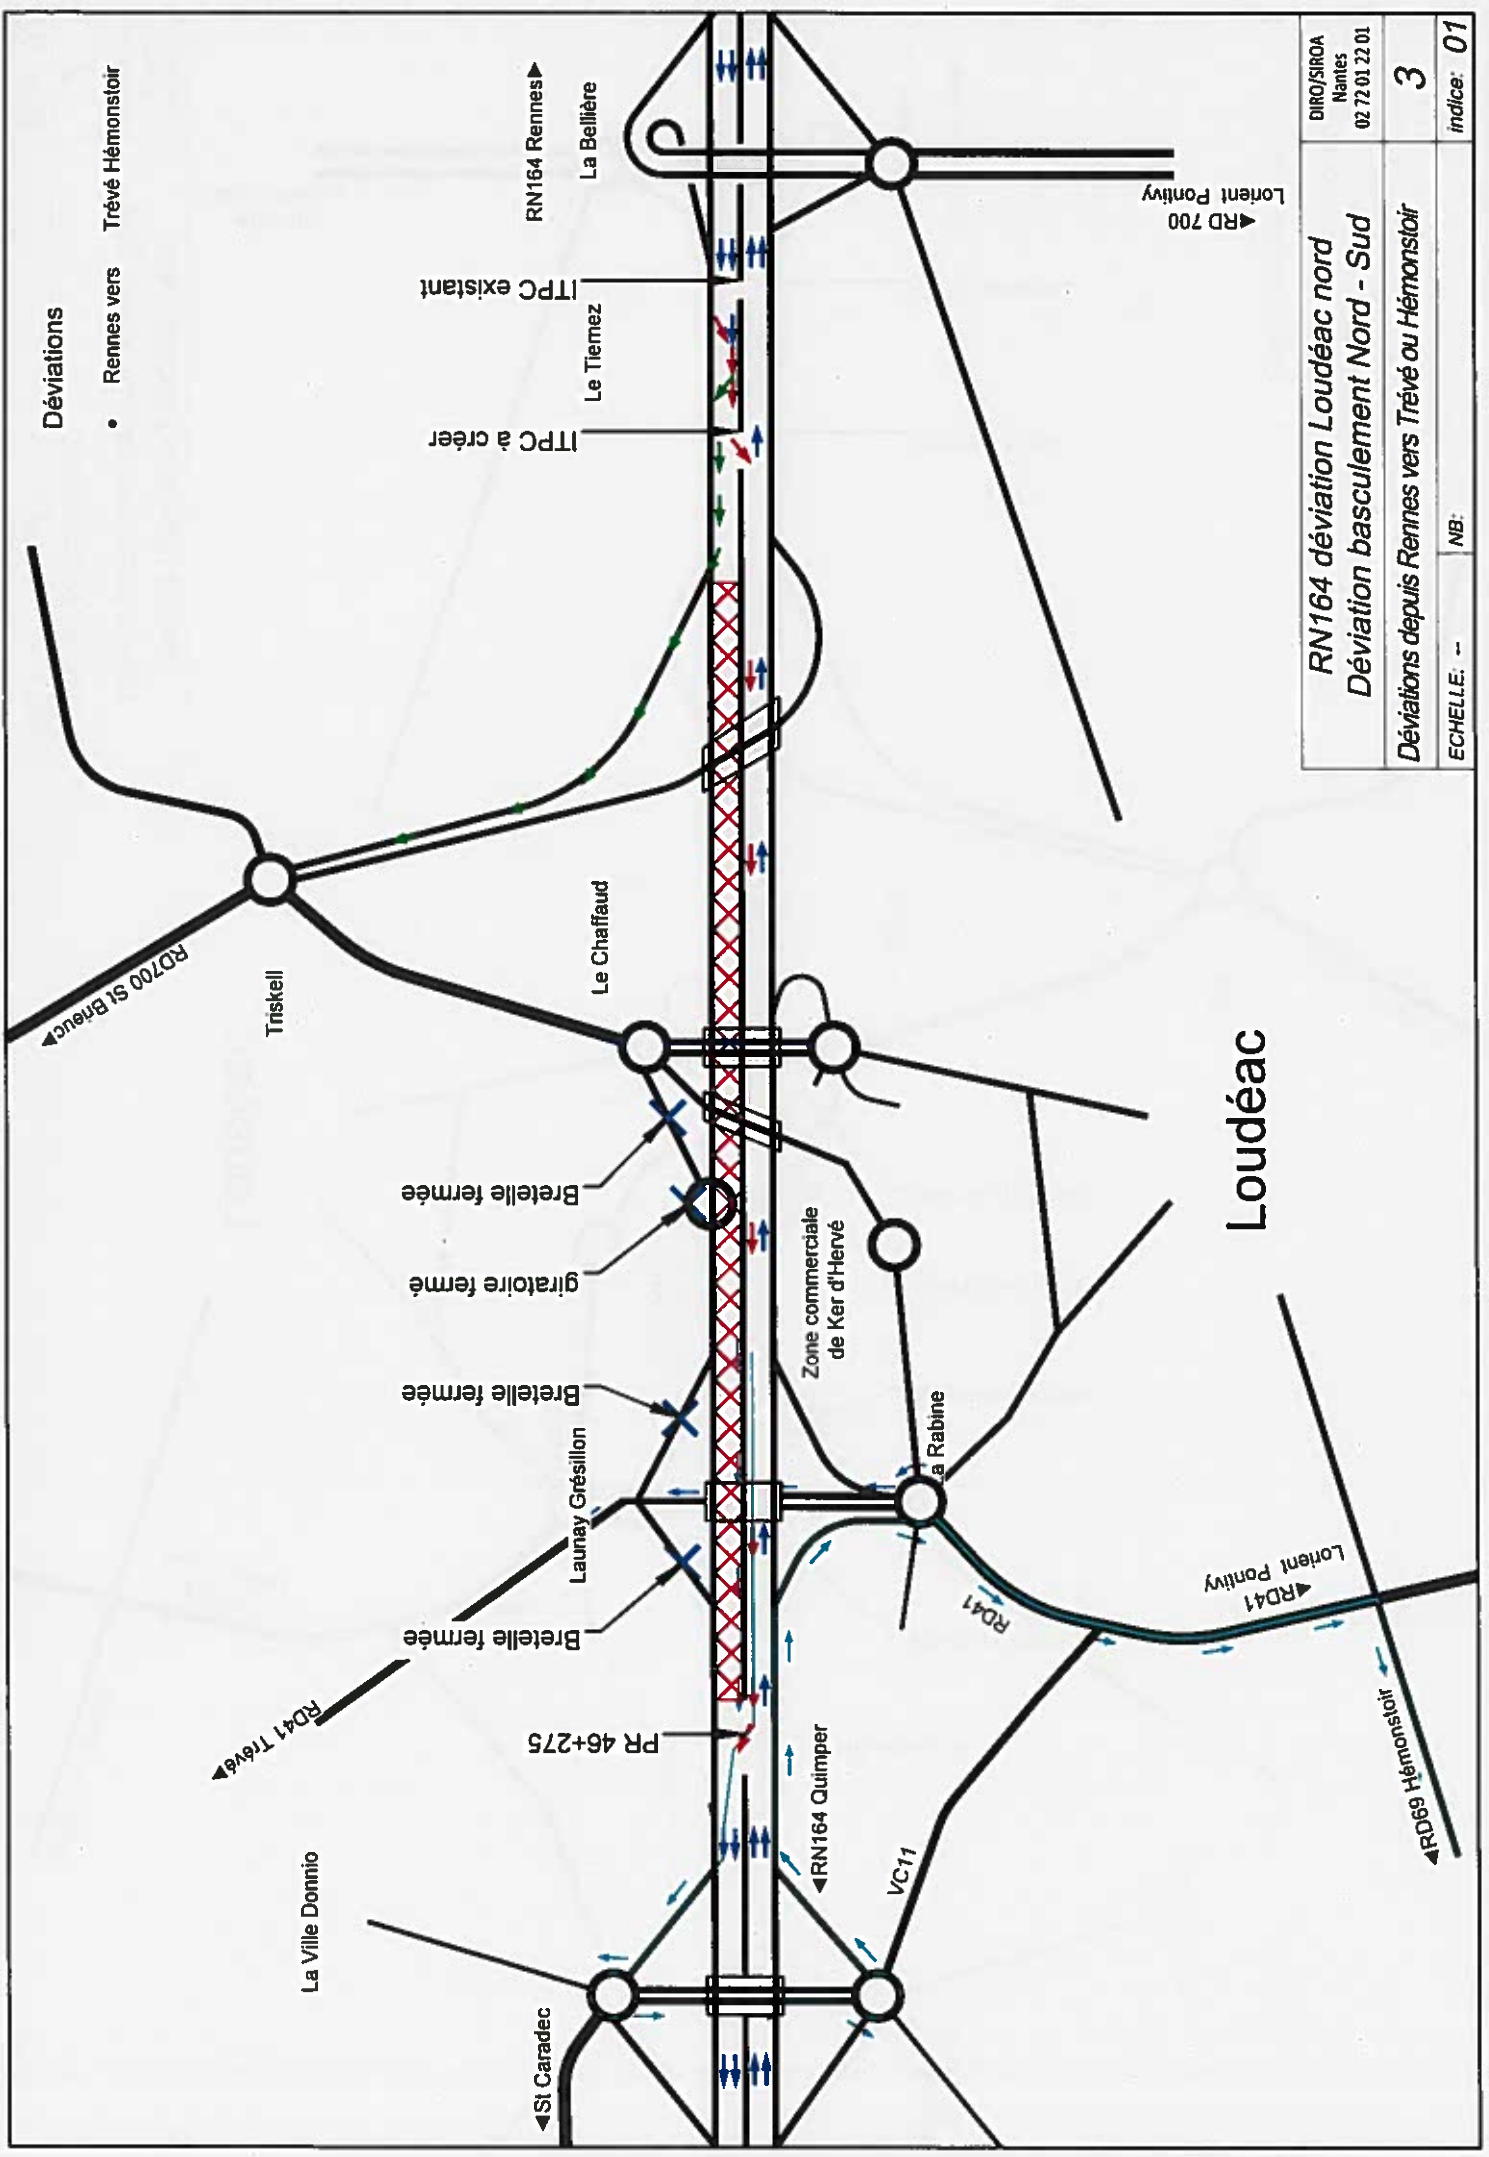 Déviations
• Rennes vers Trévé Hémonstoir
RN164 Rennes►
La Bellière
ITPC existant
Le Tiernez
ITPC à créer
◄RD 700
Lorient Pontivy
◄RD700 St Brieuc
Triskell
Le Chaffaud
Bretelle fermée
giratoire fermé
Bretelle fermée
Launay Grésillon
Bretelle fermée
Zone commerciale
de Ker d'Hervé
La Rabine
Loudéac
◄RD41 Trévé
PR 46+275
◄RN164 Quimper
RD41
◄RD41
Lorient Pontivy
◄RD69 Hémonstoir
VC11
La Ville Donnio
◄St Caradec
RN164 déviation Loudéac nord
Déviation basculement Nord - Sud
DIRO/SIROA
Nantes
02 72 01 22 01
Déviations depuis Rennes vers Trévé ou Hémonstoir
3
ECHELLE: --
NB:
indice: 01